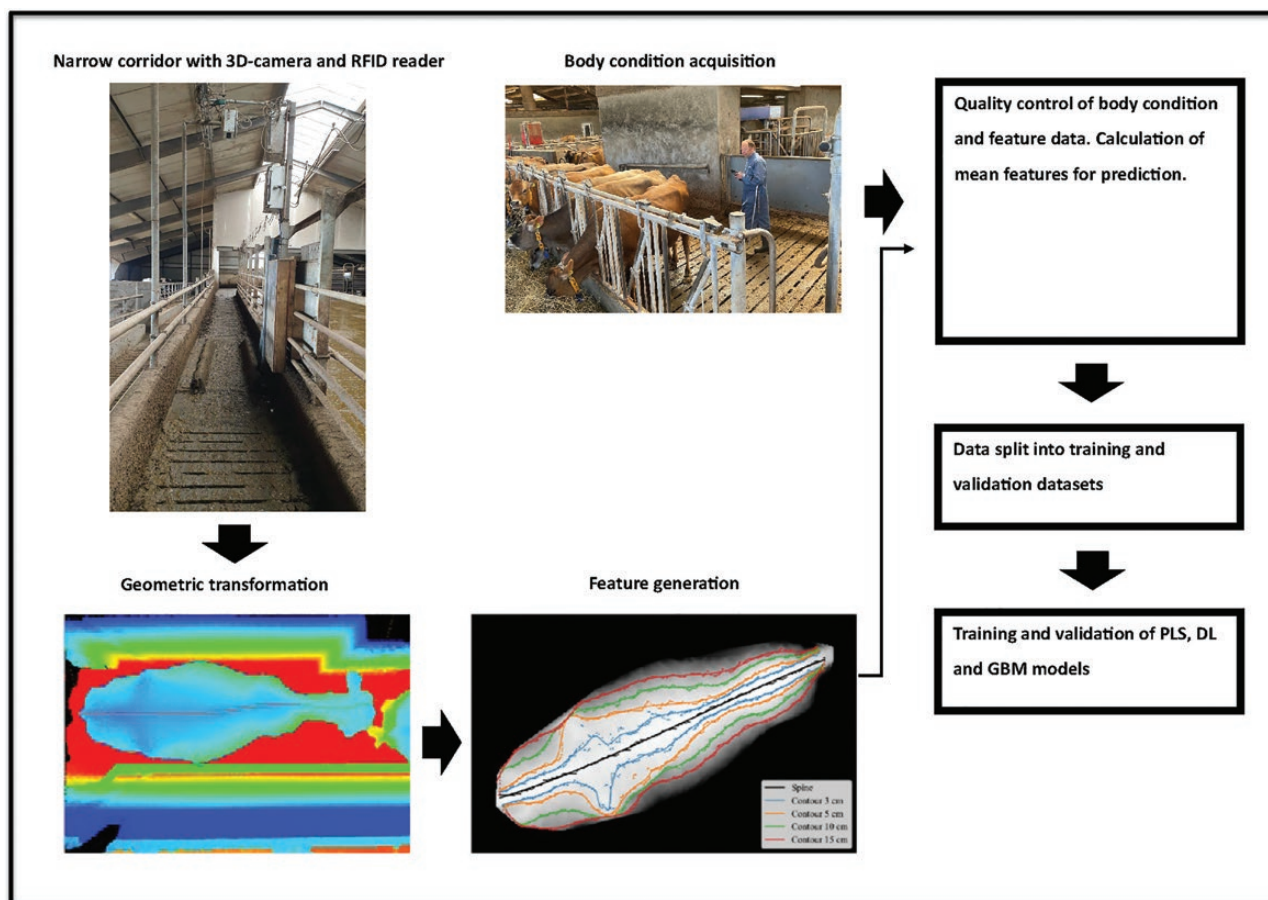 Narrow corridor with 3D-camera and RFID reader
Body condition acquisition
Quality control of body condition
and feature data. Calculation of
mean features for prediction.
Data split into training and
validation datasets
Geometric transformation
Feature generation
Spine
Contour 3 cm
Contour 5 cm
Contour 10 cm
Contour 15 cm
Training and validation of PLS, DL
and GBM models